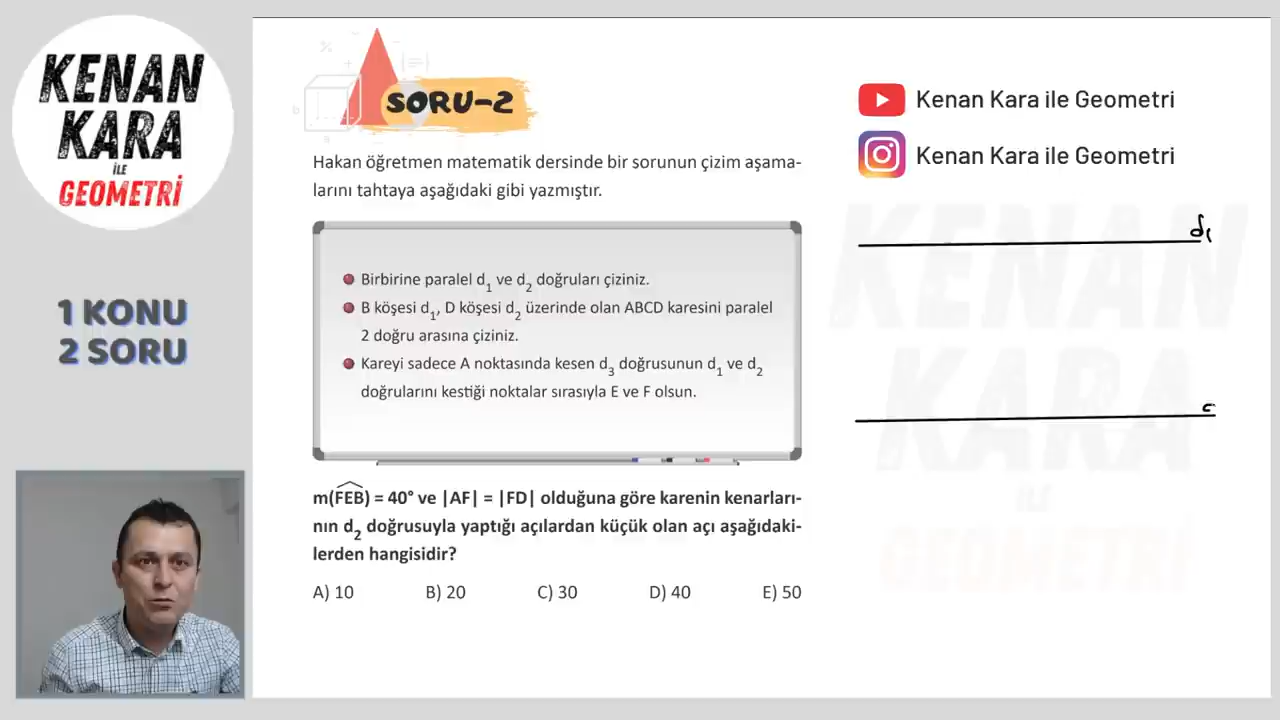 KENAN
KARA
İLE
GEOMETRİ
1 KONU
2 SORU
SORU-2
Hakan öğretmen matematik dersinde bir sorunun çizim aşama-
larını tahtaya aşağıdaki gibi yazmıştır.
Birbirine paralel d1 ve d2 doğruları çiziniz.
B köşesi d1, D köşesi d2 üzerinde olan ABCD karesini paralel
2 doğru arasına çiziniz.
Kareyi sadece A noktasında kesen d3 doğrusunun d1 ve d2
doğrularını kestiği noktalar sırasıyla E ve F olsun.
m(FEB) = 40° ve |AF| = |FD| olduğuna göre karenin kenarları-
nın d2 doğrusuyla yaptığı açılardan küçük olan açı aşağıdaki-
lerden hangisidir?
A) 10 B) 20 C) 30 D) 40 E) 50
Kenan Kara ile Geometri
Kenan Kara ile Geometri
d1
KENAN
KARA
İLE
GEOMETRİ